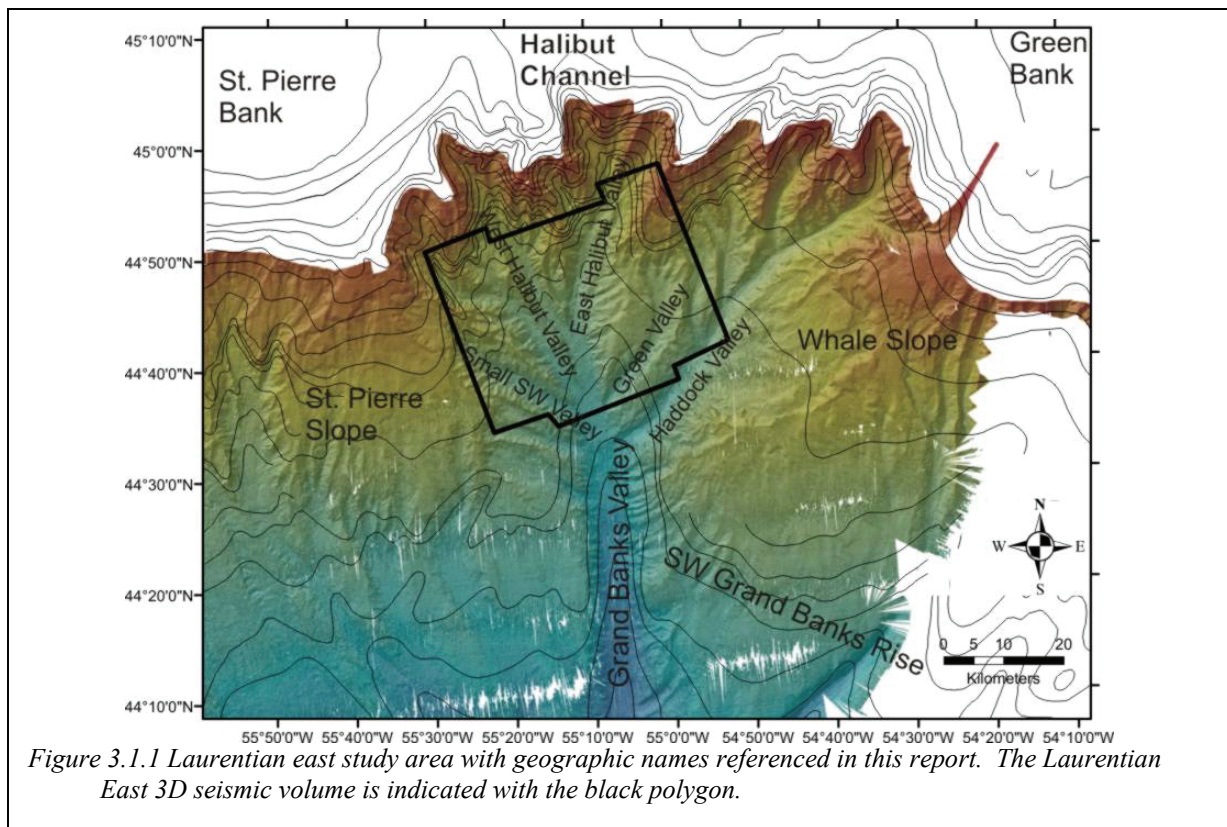 Halibut
Channel
Green
Bank
St. Pierre
Bank
45°10'0"N
45°0'0"N
44°50'0"N
44°40'0"N
44°30'0"N
44°20'0"N
44°10'0"N
West Halibut Valley
East Halibut Valley
Green Valley
Haddock Valley
Small SW Valley
Whale Slope
St. Pierre
Slope
Grand Banks Valley
SW Grand Banks Rise
N
W
E
S
0 5 10 20
Kilometers
55°50'0"W 55°40'0"W 55°30'0"W 55°20'0"W 55°10'0"W 55°0'0"W 54°50'0"W 54°40'0"W 54°30'0"W 54°20'0"W 54°10'0"W
Figure 3.1.1 Laurentian east study area with geographic names referenced in this report. The Laurentian
East 3D seismic volume is indicated with the black polygon.